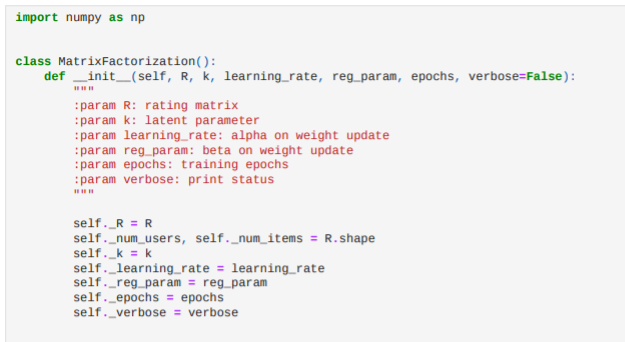 import numpy as np
class MatrixFactorization():
    def __init__(self, R, k, learning_rate, reg_param, epochs, verbose=False):
        """
        :param R: rating matrix
        :param k: latent parameter
        :param learning_rate: alpha on weight update
        :param reg_param: beta on weight update
        :param epochs: training epochs
        :param verbose: print status
        """
        self._R = R
        self._num_users, self._num_items = R.shape
        self._k = k
        self._learning_rate = learning_rate
        self._reg_param = reg_param
        self._epochs = epochs
        self._verbose = verbose